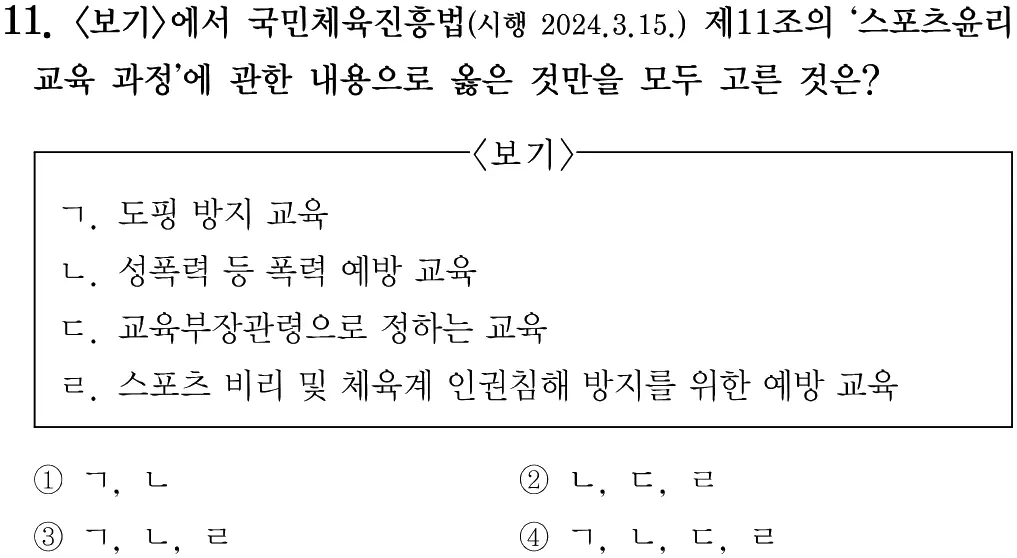 11. 〈보기〉에서 국민체육진흥법(시행 2024.3.15.) 제11조의 ‘스포츠윤리
교육 과정’에 관한 내용으로 옳은 것만을 모두 고른 것은?
〈보기〉
ㄱ. 도핑 방지 교육
ㄴ. 성폭력 등 폭력 예방 교육
ㄷ. 교육부장관령으로 정하는 교육
ㄹ. 스포츠 비리 및 체육계 인권침해 방지를 위한 예방 교육
① ㄱ, ㄴ ② ㄴ, ㄷ, ㄹ
③ ㄱ, ㄴ, ㄹ ④ ㄱ, ㄴ, ㄷ, ㄹ